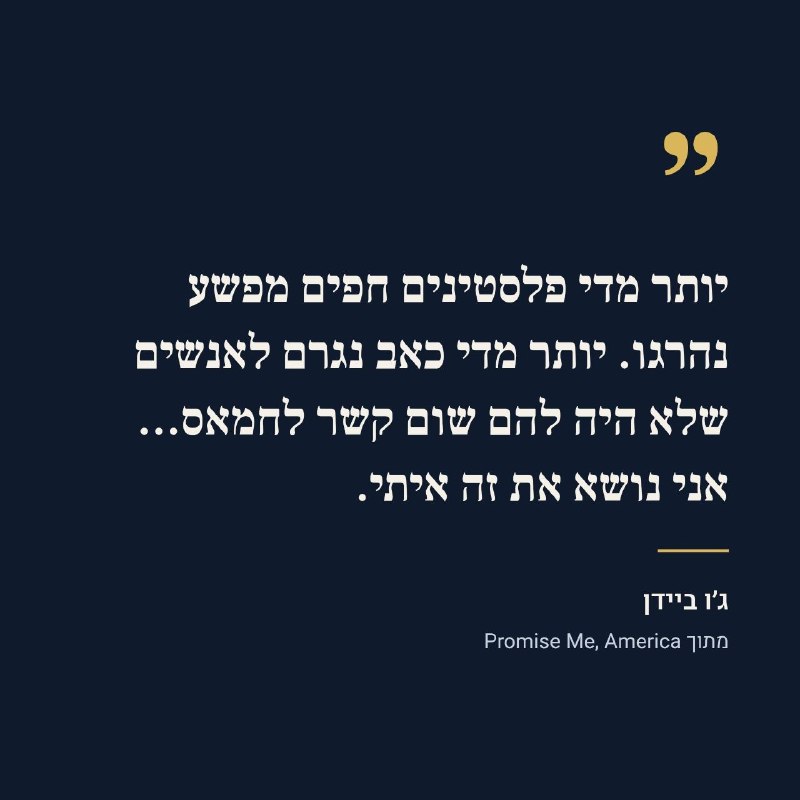 ”
יותר מדי פלסטינים חפים מפשע
נהרגו. יותר מדי כאב נגרם לאנשים
שלא היה להם שום קשר לחמאס...
אני נושא את זה איתי.
ג'ו ביידן
מתוך Promise Me, America